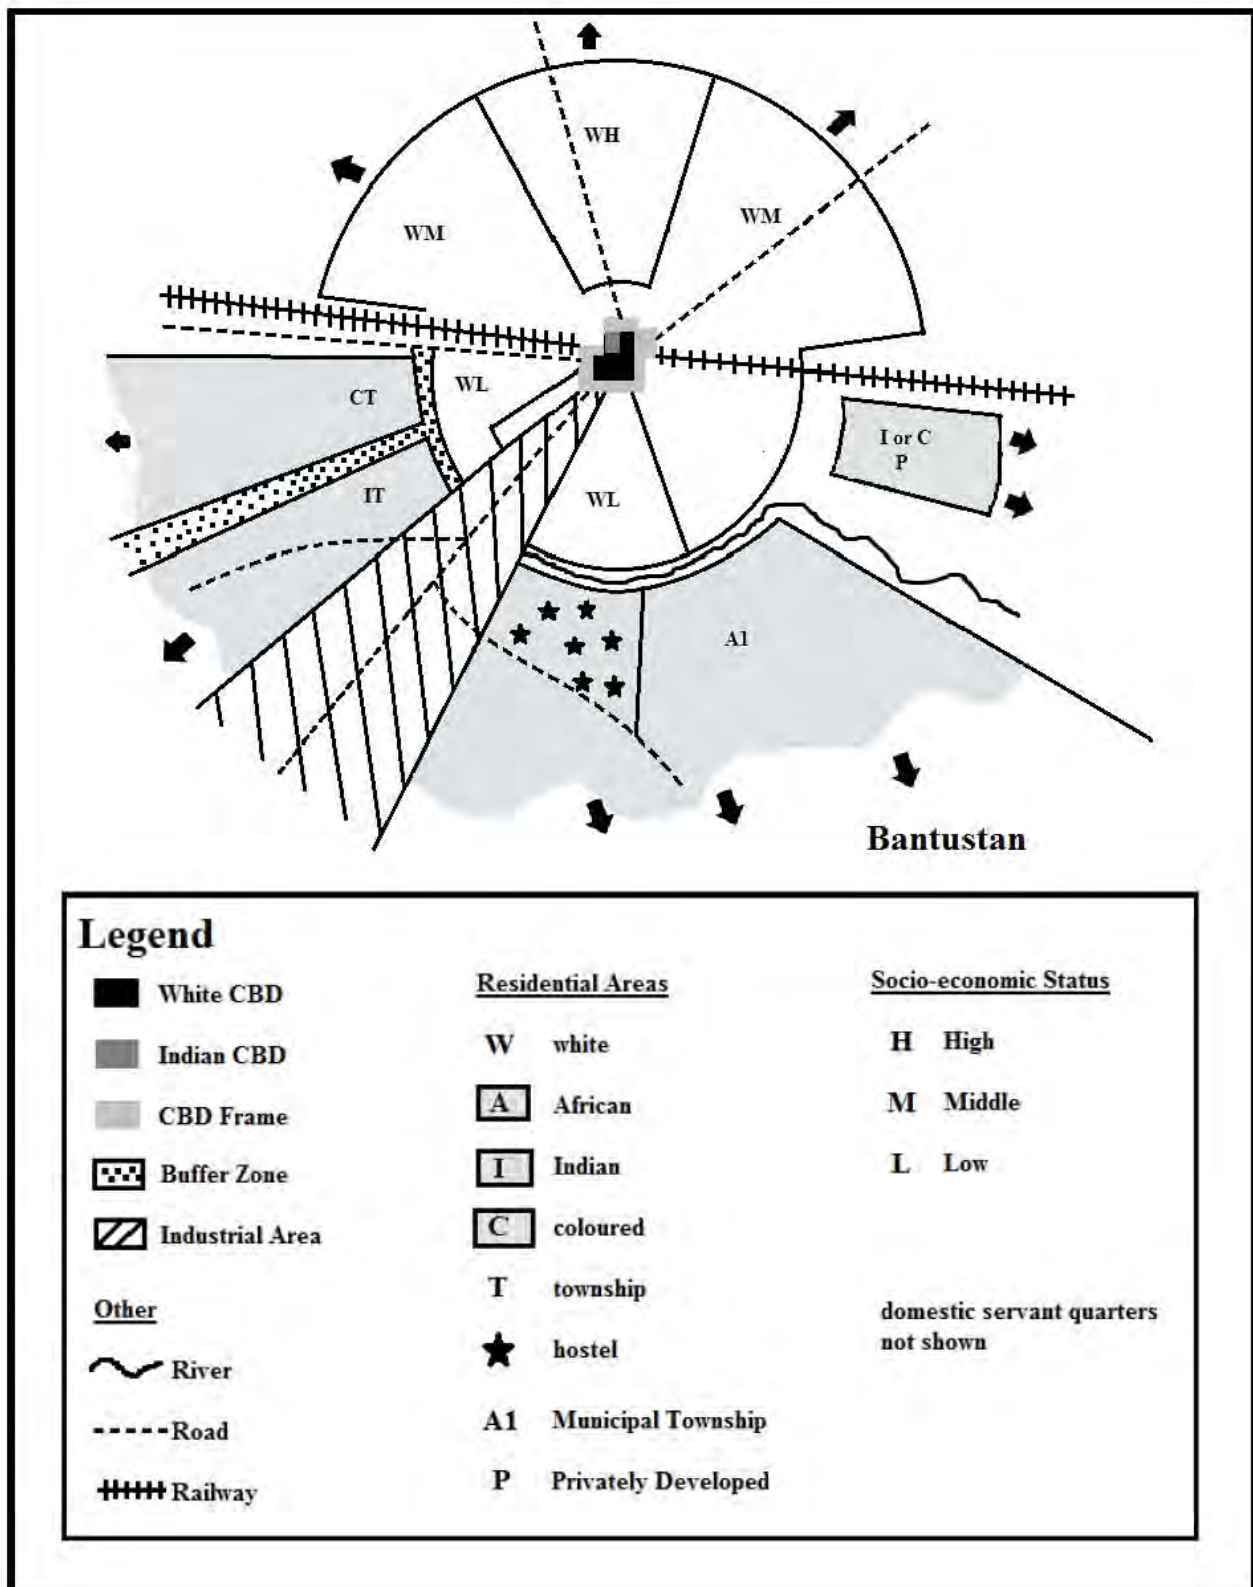 WH
WM
WM
CT
WL
I or C
P
IT
WL
A1
Bantustan
Legend
White CBD
Indian CBD
CBD Frame
Buffer Zone
Industrial Area
Other
River
Road
Railway
Residential Areas
W white
A African
I Indian
C coloured
T township
hostel
A1 Municipal Township
P Privately Developed
Socio-economic Status
H High
M Middle
L Low
domestic servant quarters
not shown